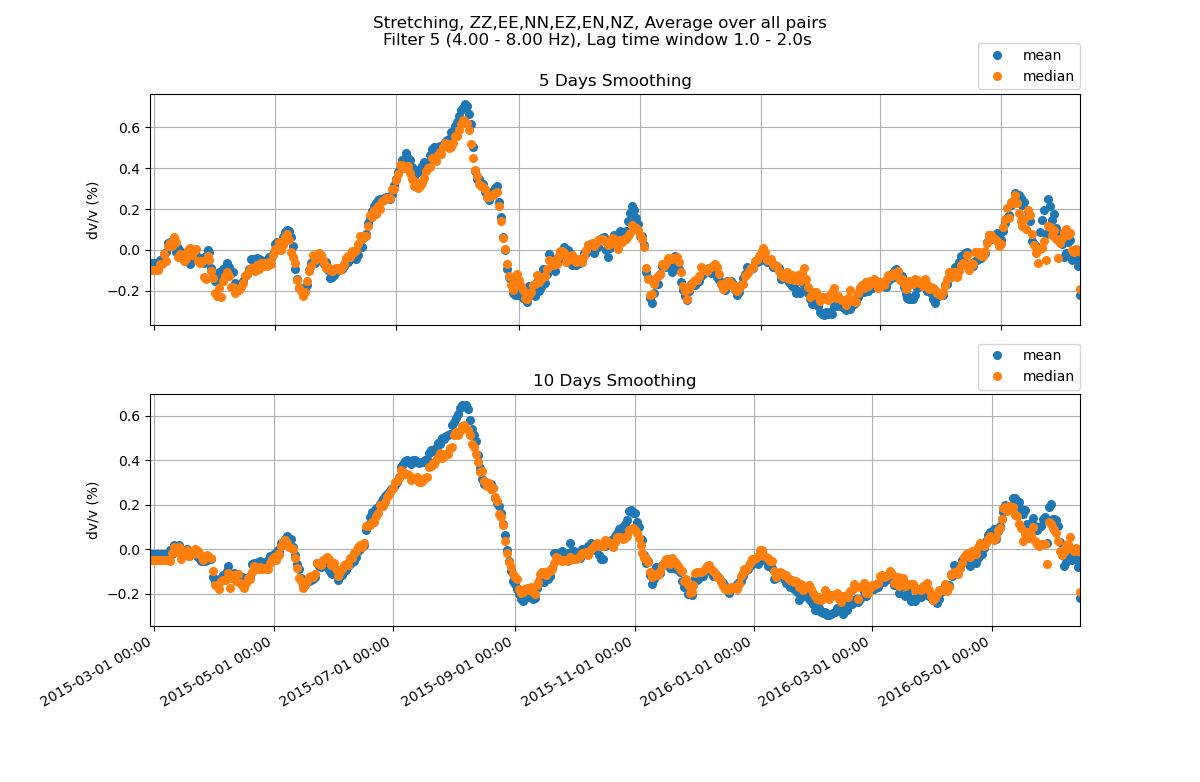 Stretching, ZZ,EE,NN,EZ,EN,NZ, Average over all pairs
Filter 5 (4.00 - 8.00 Hz), Lag time window 1.0 - 2.0s
mean
median
5 Days Smoothing
0.6
0.4
0.2
0.0
−0.2
dv/v (%)
mean
median
10 Days Smoothing
0.6
0.4
0.2
0.0
−0.2
dv/v (%)
2015-03-01 00:00
2015-05-01 00:00
2015-07-01 00:00
2015-09-01 00:00
2015-11-01 00:00
2016-01-01 00:00
2016-03-01 00:00
2016-05-01 00:00